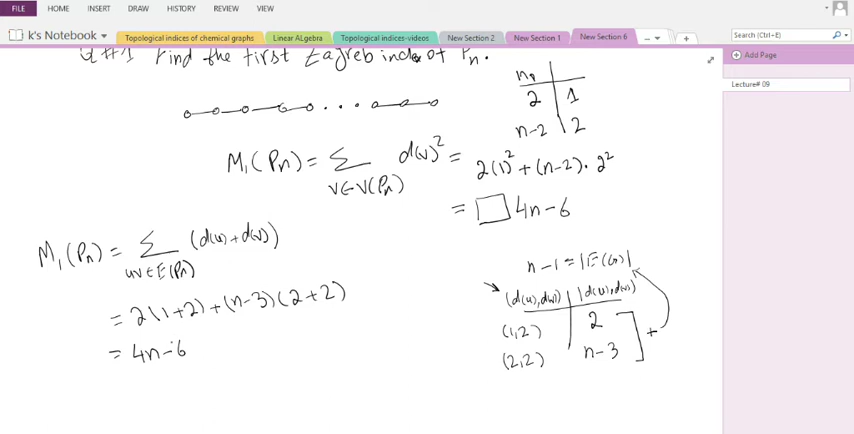 FILE HOME INSERT DRAW HISTORY REVIEW VIEW
k's Notebook Topological indices of chemical graphs Linear ALgebra Topological indices-videos New Section 2 New Section 1 New Section 6 Search (Ctrl+E)
Add Page
Lecture# 09
#1 Find the first Zagreb index of Pn.
2 | 1
n-2 | 2
M₁(Pn) = Σ d(v)² = 2(1)² + (n-2)·2²
v∈V(Pn)
= □ 4n-6
M₁(Pn) = Σ (d(u)+d(v))
uv∈E(Pn)
= 2(1+2)+(n-3)(2+2)
= 4n-6
n-1 = |E(G)|
(d(u),d(v)) | |d(u),d(v)|
(1,2) | 2
(2,2) | n-3
+